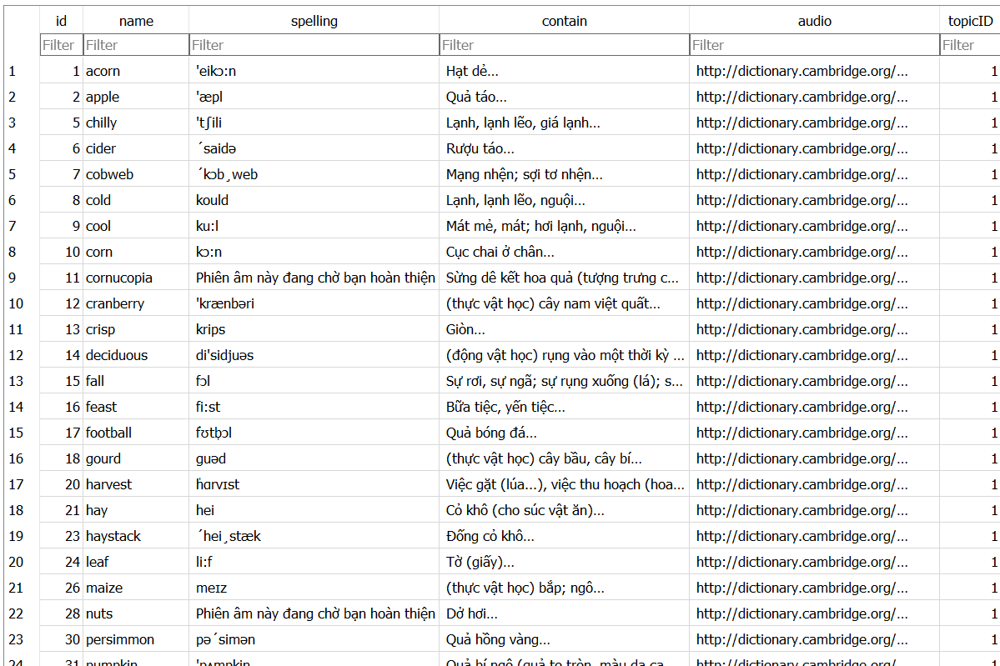 id name spelling contain audio topicID
Filter Filter Filter Filter Filter Filter
1 1 acorn 'eikɔ:n Hạt dẻ... http://dictionary.cambridge.org/... 1
2 2 apple 'æpl Quả táo... http://dictionary.cambridge.org/... 1
3 5 chilly 't∫ili Lạnh, lạnh lẽo, giá lạnh... http://dictionary.cambridge.org/... 1
4 6 cider ´saidə Rượu táo... http://dictionary.cambridge.org/... 1
5 7 cobweb ´kɔb¸web Mạng nhện; sợi tơ nhện... http://dictionary.cambridge.org/... 1
6 8 cold kould Lạnh, lạnh lẽo, nguội... http://dictionary.cambridge.org/... 1
7 9 cool ku:l Mát mẻ, mát; hơi lạnh, nguội... http://dictionary.cambridge.org/... 1
8 10 corn kɔ:n Cục chai ở chân... http://dictionary.cambridge.org/... 1
9 11 cornucopia Phiên âm này đang chờ bạn hoàn thiện Sừng dê kết hoa quả (tượng trưng c... http://dictionary.cambridge.org/... 1
10 12 cranberry 'krænbəri (thực vật học) cây nam việt quất... http://dictionary.cambridge.org/... 1
11 13 crisp krips Giòn... http://dictionary.cambridge.org/... 1
12 14 deciduous di'sidjuəs (động vật học) rụng vào một thời kỳ ... http://dictionary.cambridge.org/... 1
13 15 fall fɔl Sự rơi, sự ngã; sự rụng xuống (lá); s... http://dictionary.cambridge.org/... 1
14 16 feast fi:st Bữa tiệc, yến tiệc... http://dictionary.cambridge.org/... 1
15 17 football fʊtḥɔl Quả bóng đá... http://dictionary.cambridge.org/... 1
16 18 gourd guəd (thực vật học) cây bầu, cây bí... http://dictionary.cambridge.org/... 1
17 20 harvest ˈhɑrvɪst Việc gặt (lúa...), việc thu hoạch (hoa... http://dictionary.cambridge.org/... 1
18 21 hay hei Cỏ khô (cho súc vật ăn)... http://dictionary.cambridge.org/... 1
19 23 haystack ´hei¸stæk Đống cỏ khô... http://dictionary.cambridge.org/... 1
20 24 leaf li:f Tờ (giấy)... http://dictionary.cambridge.org/... 1
21 26 maize meɪz (thực vật học) bắp; ngô... http://dictionary.cambridge.org/... 1
22 28 nuts Phiên âm này đang chờ bạn hoàn thiện Dở hơi... http://dictionary.cambridge.org/... 1
23 30 persimmon pə´simən Quả hồng vàng... http://dictionary.cambridge.org/... 1
24 31 pumpkin 'pʌmpkin Quả bí ngô (quả to tròn, màu da ca... http://dictionary.cambridge.org/... 1